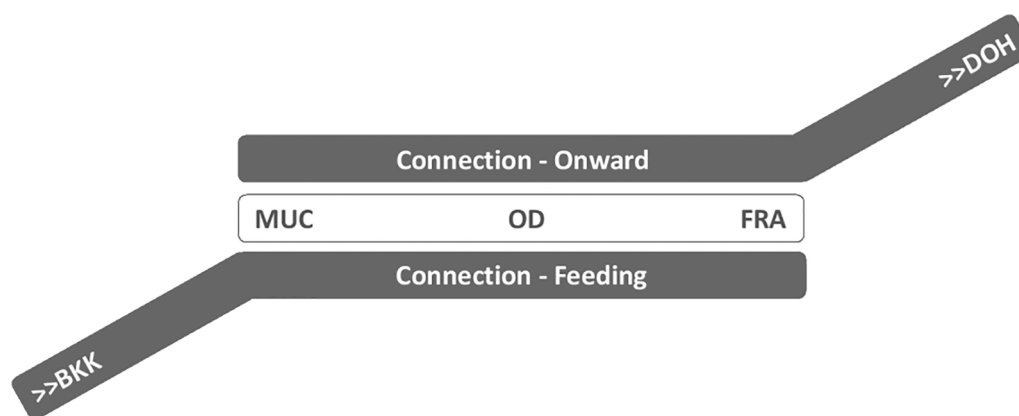 >>DOH
Connection - Onward
MUC OD FRA
Connection - Feeding
>>BKK